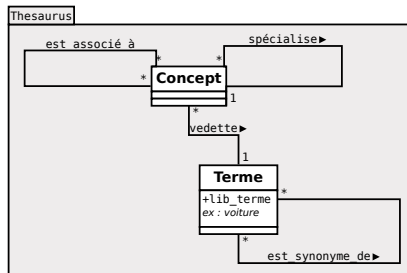 Thesaurus
est associé à
spécialise▶
*
*
*
Concept
1
*
vedette▶
1
Terme
+lib_terme
ex : voiture
*
*
est_synonyme_de▶